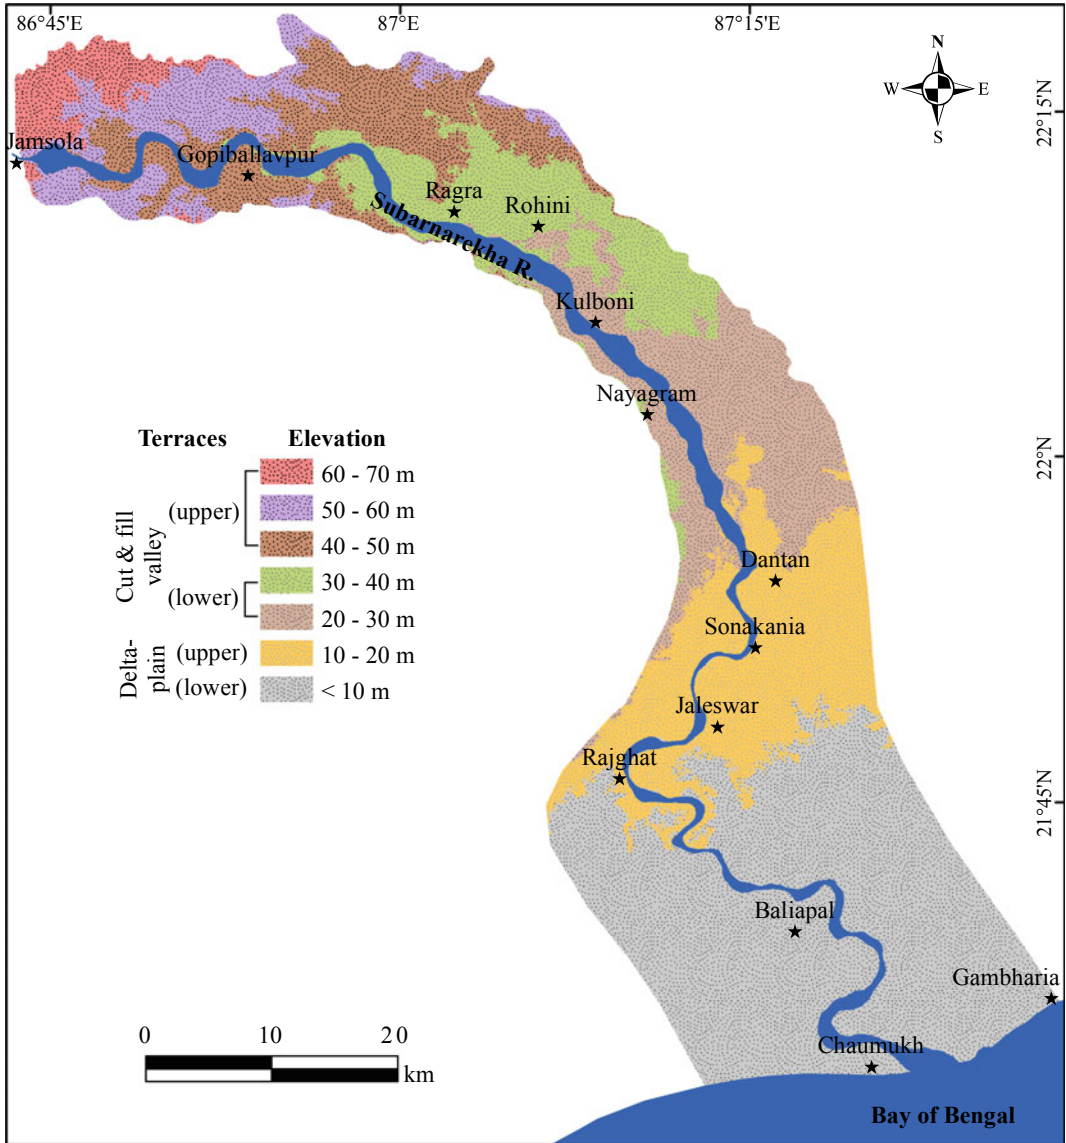 86°45'E 87°0' 87°15'
N
W E
S
22°15'N
Jamsola
Gopiballavpur
Ragra
Rohini
Subarnarekha R.
Kulboni
Nayagram
22°N
Terraces Elevation
60 - 70 m
(upper) 50 - 60 m
40 - 50 m
Cut & fill
valley
30 - 40 m
(lower)
20 - 30 m
Delta-
plain
(upper) 10 - 20 m
(lower) < 10 m
Dantan
Sonakania
Jaleswar
Rajghat
21°45'N
Baliapal
Gambharia
Chaumukh
0 10 20
km
Bay of Bengal